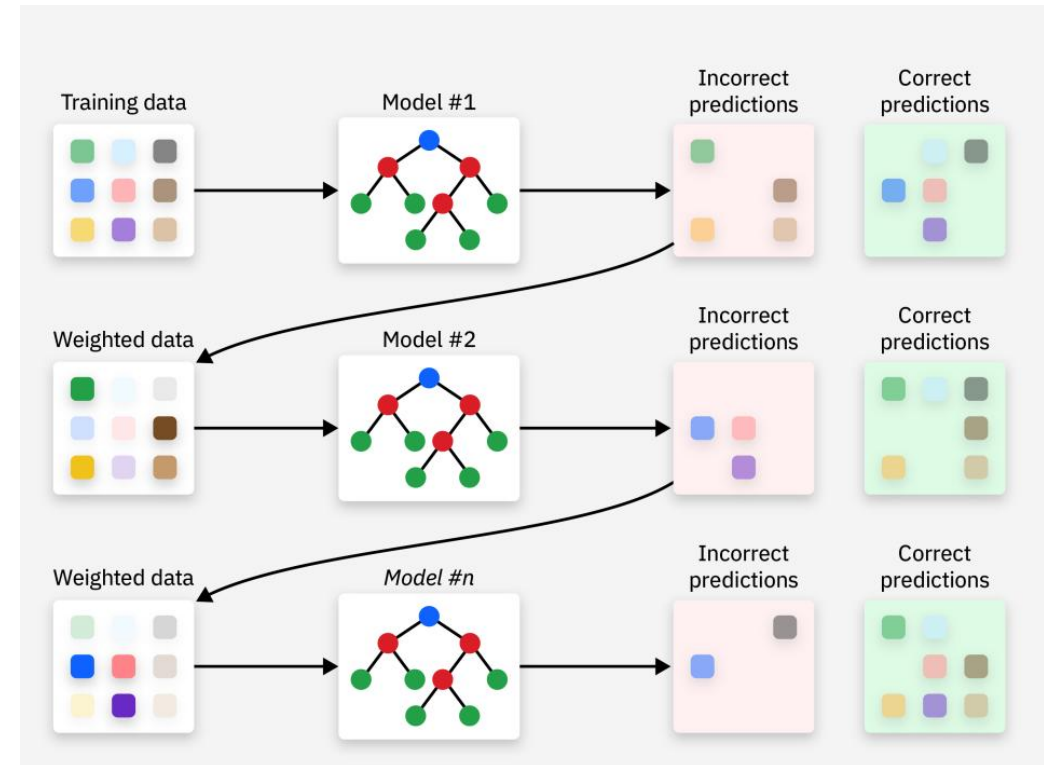 Training data
Model #1
Incorrect
predictions
Correct
predictions
Weighted data
Model #2
Incorrect
predictions
Correct
predictions
Weighted data
Model #n
Incorrect
predictions
Correct
predictions